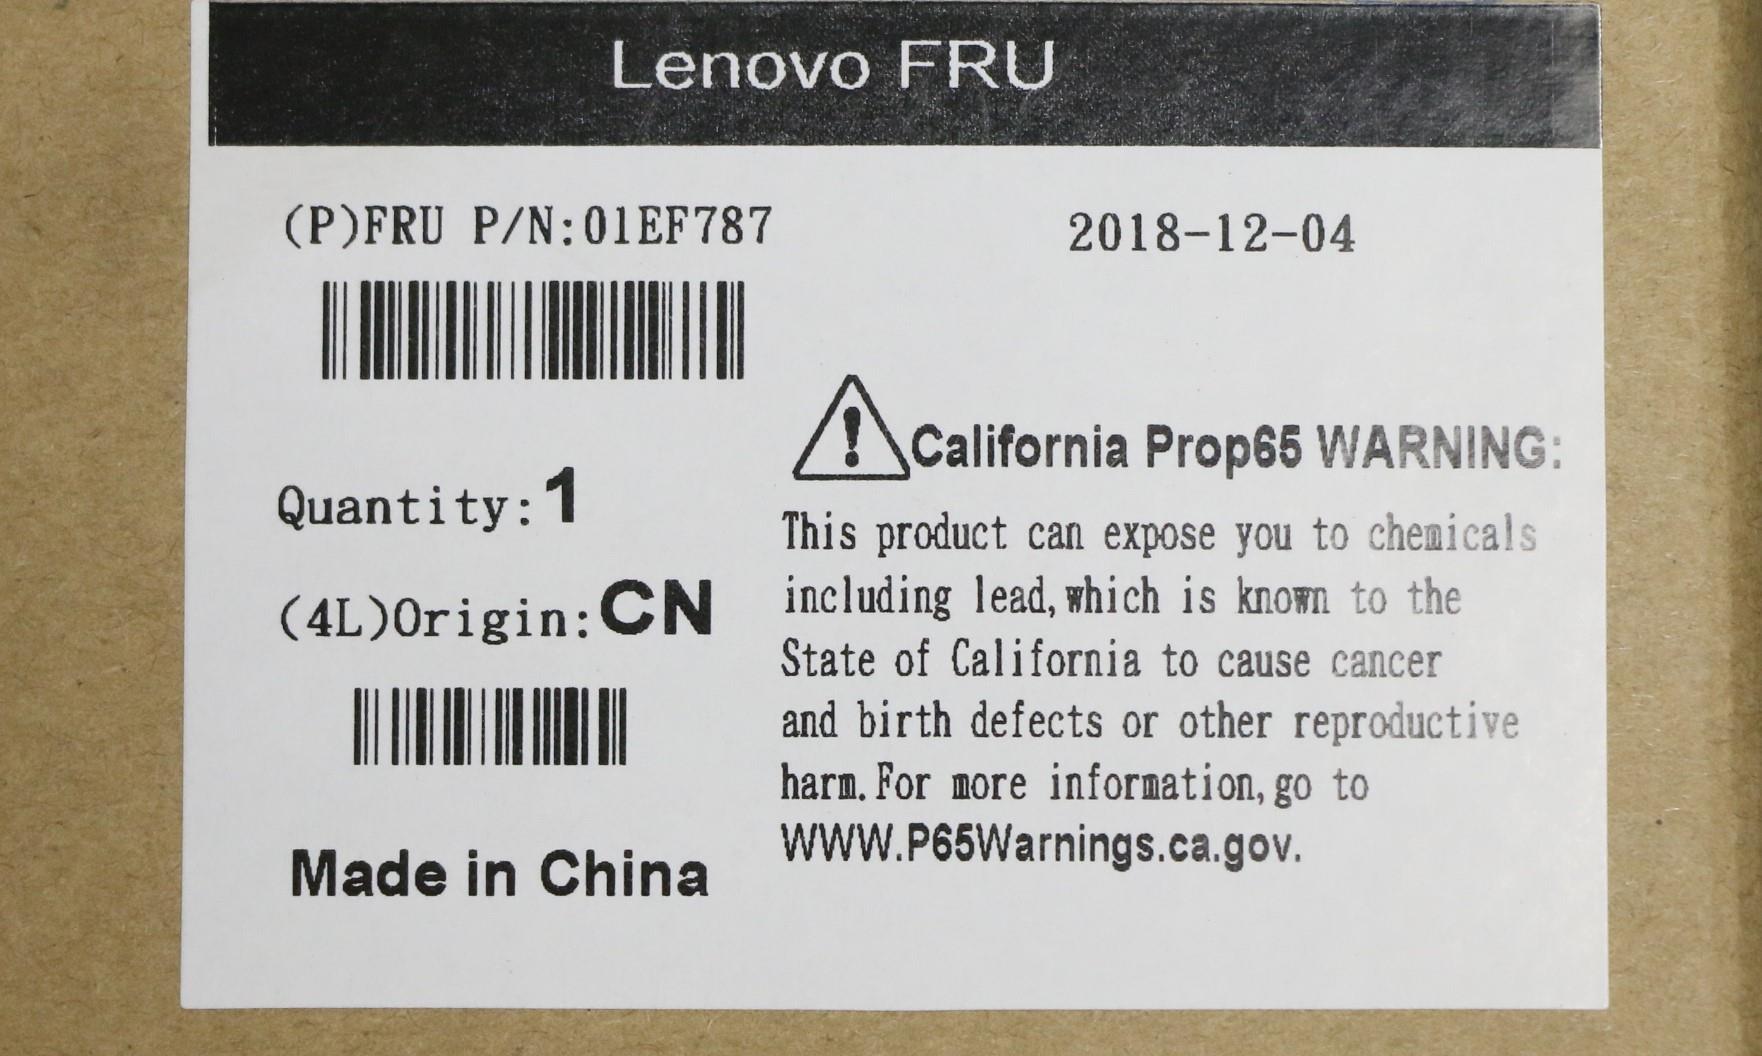 Lenovo FRU
(P)FRU P/N:01EF787
2018-12-04
Quantity:1
(4L)Origin:CN
Made in China
California Prop65 WARNING:
This product can expose you to chemicals
including lead,which is known to the
State of California to cause cancer
and birth defects or other reproductive
harm.For more information,go to
WWW.P65Warnings.ca.gov.